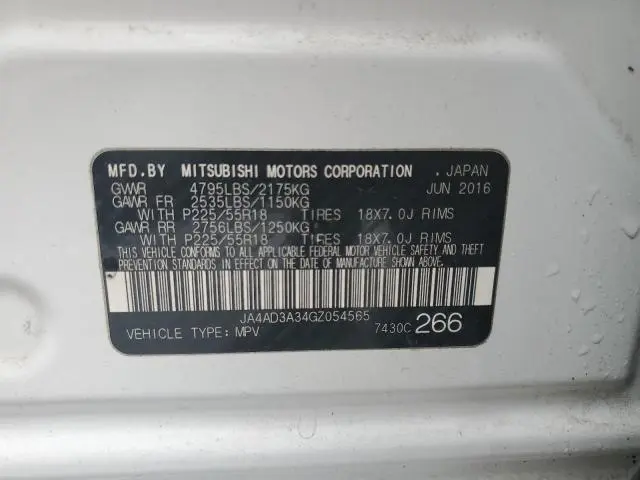 MFD.BY MITSUBISHI MOTORS CORPORATION . JAPAN
GVWR 4795LBS/2175KG JUN 2016
GAWR FR 2535LBS/1150KG
WITH P225/55R18 TIRES 18X7.0J RIMS
GAWR RR 2756LBS/1250KG
WITH P225/55R18 TIRES 18X7.0J RIMS
THIS VEHICLE CONFORMS TO ALL APPLICABLE FEDERAL MOTOR VEHICLE SAFETY AND THEFT
PREVENTION STANDARDS IN EFFECT ON THE DATE OF MANUFACTURE SHOWN ABOVE.
JA4AD3A34GZ054565
VEHICLE TYPE: MPV 7430C 266